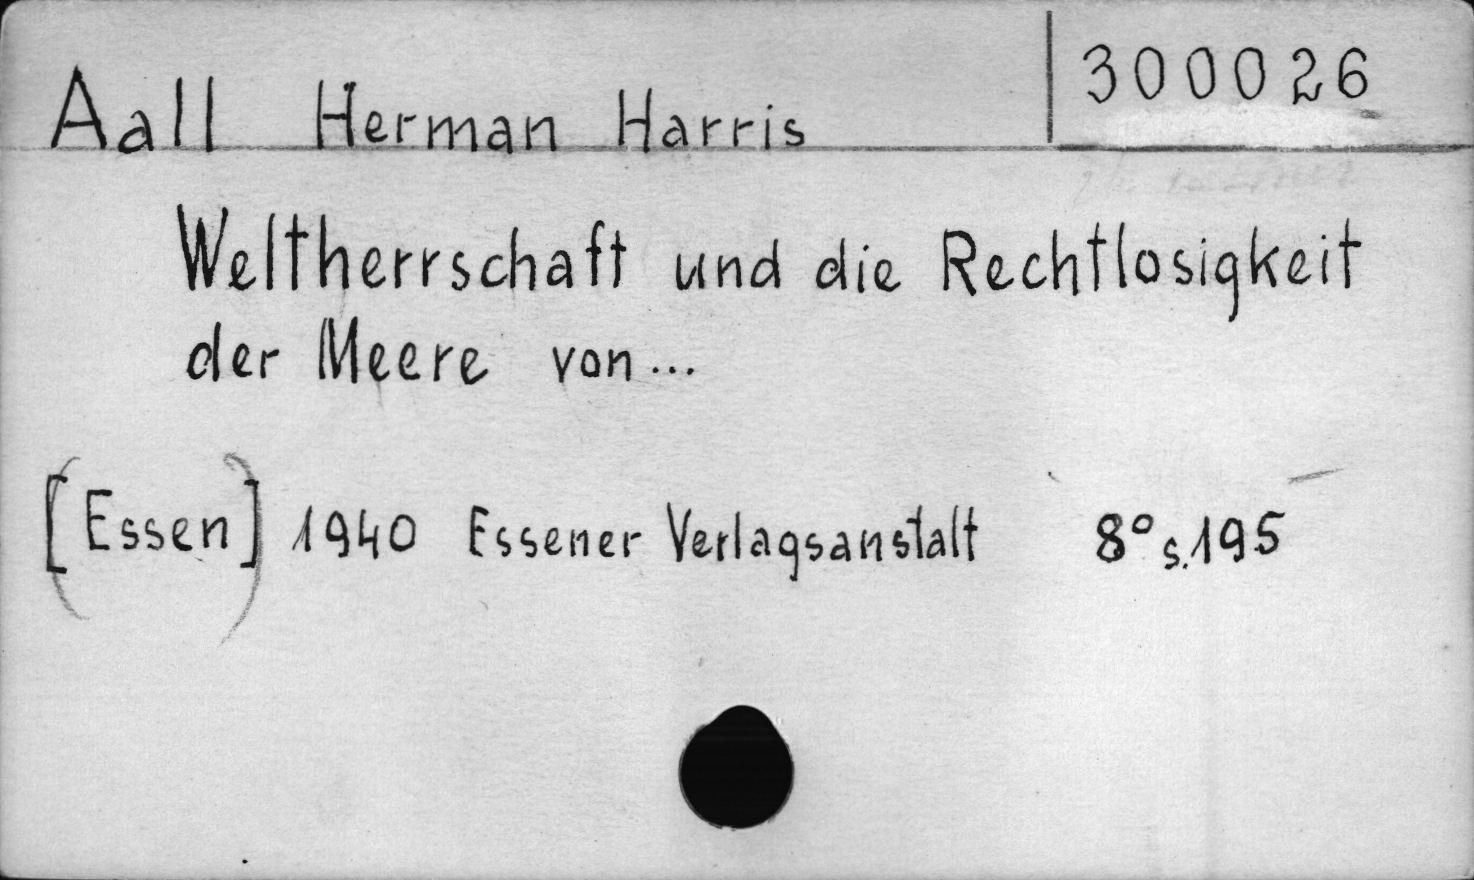 300026
Aall Herman Harris
Weltherrschaft und die Rechtlosigkeit
der Meere von...
[Essen] 1940 Essener Verlagsanstalt 8° s.195